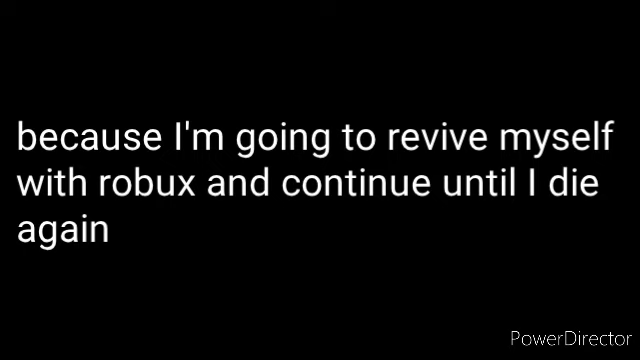 because I'm going to revive myself
with robux and continue until I die
again
PowerDirector